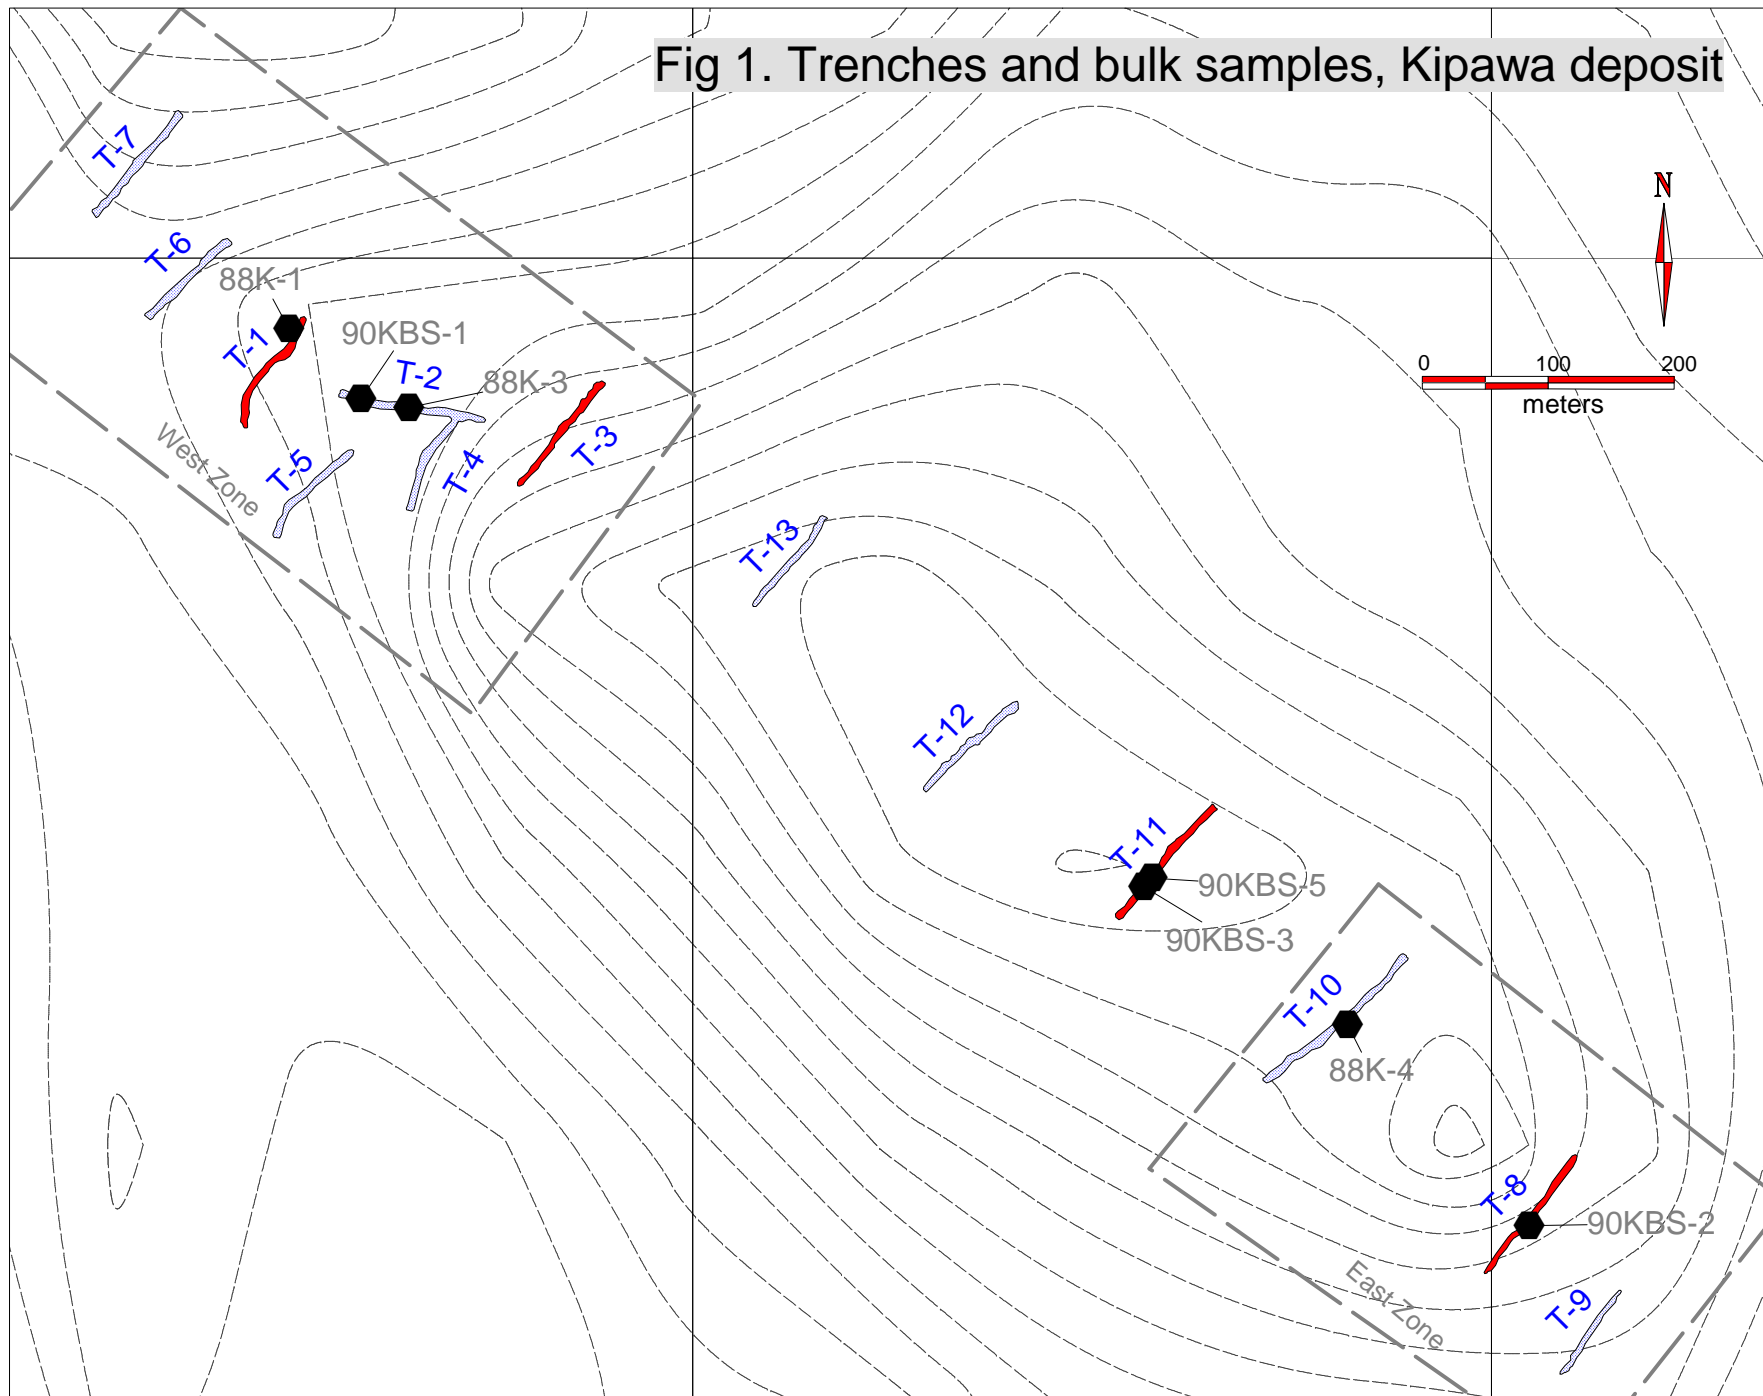 Fig 1. Trenches and bulk samples, Kipawa deposit
T-7
N
T-6
88K-1
90KBS-1
T-1
T-2
88K-3
0 100 200
meters
West Zone
T-5
T-4
T-3
T-13
T-12
T-11
90KBS-5
90KBS-3
T-10
88K-4
T-8
90KBS-2
East Zone
T-9